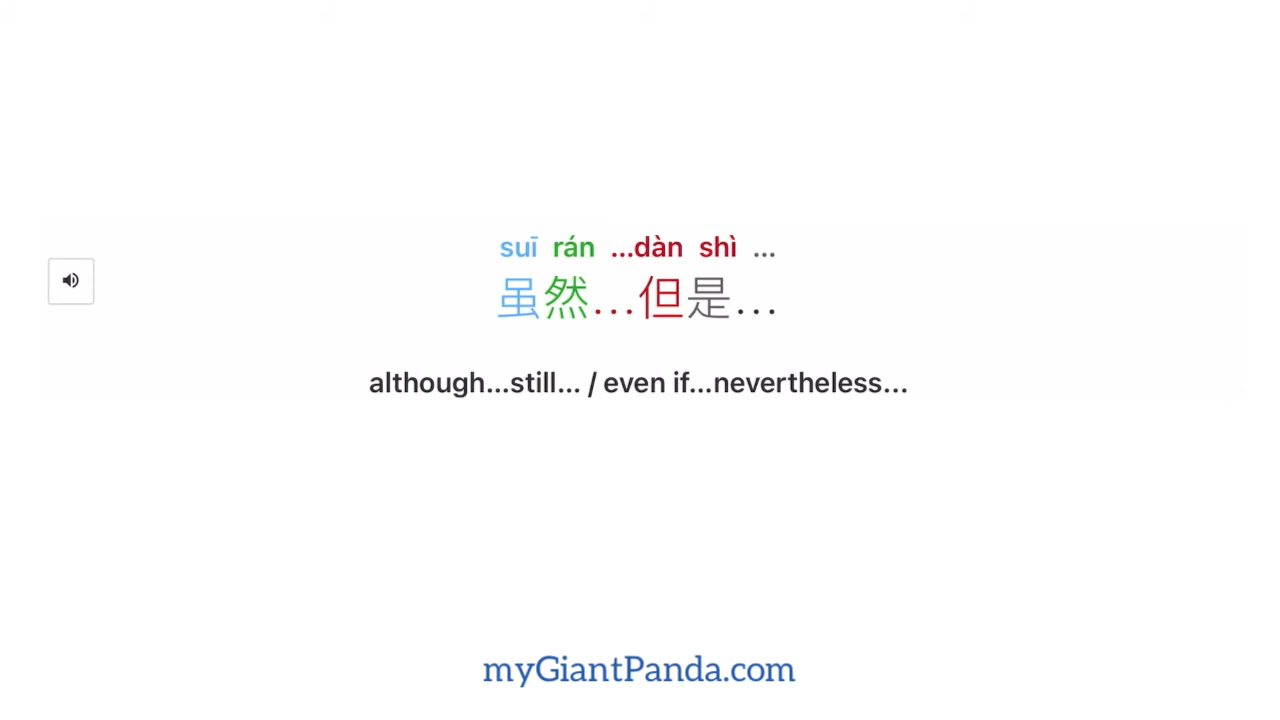 suī rán ...dàn shì ...
虽然...但是...
although...still... / even if...nevertheless...
myGiantPanda.com